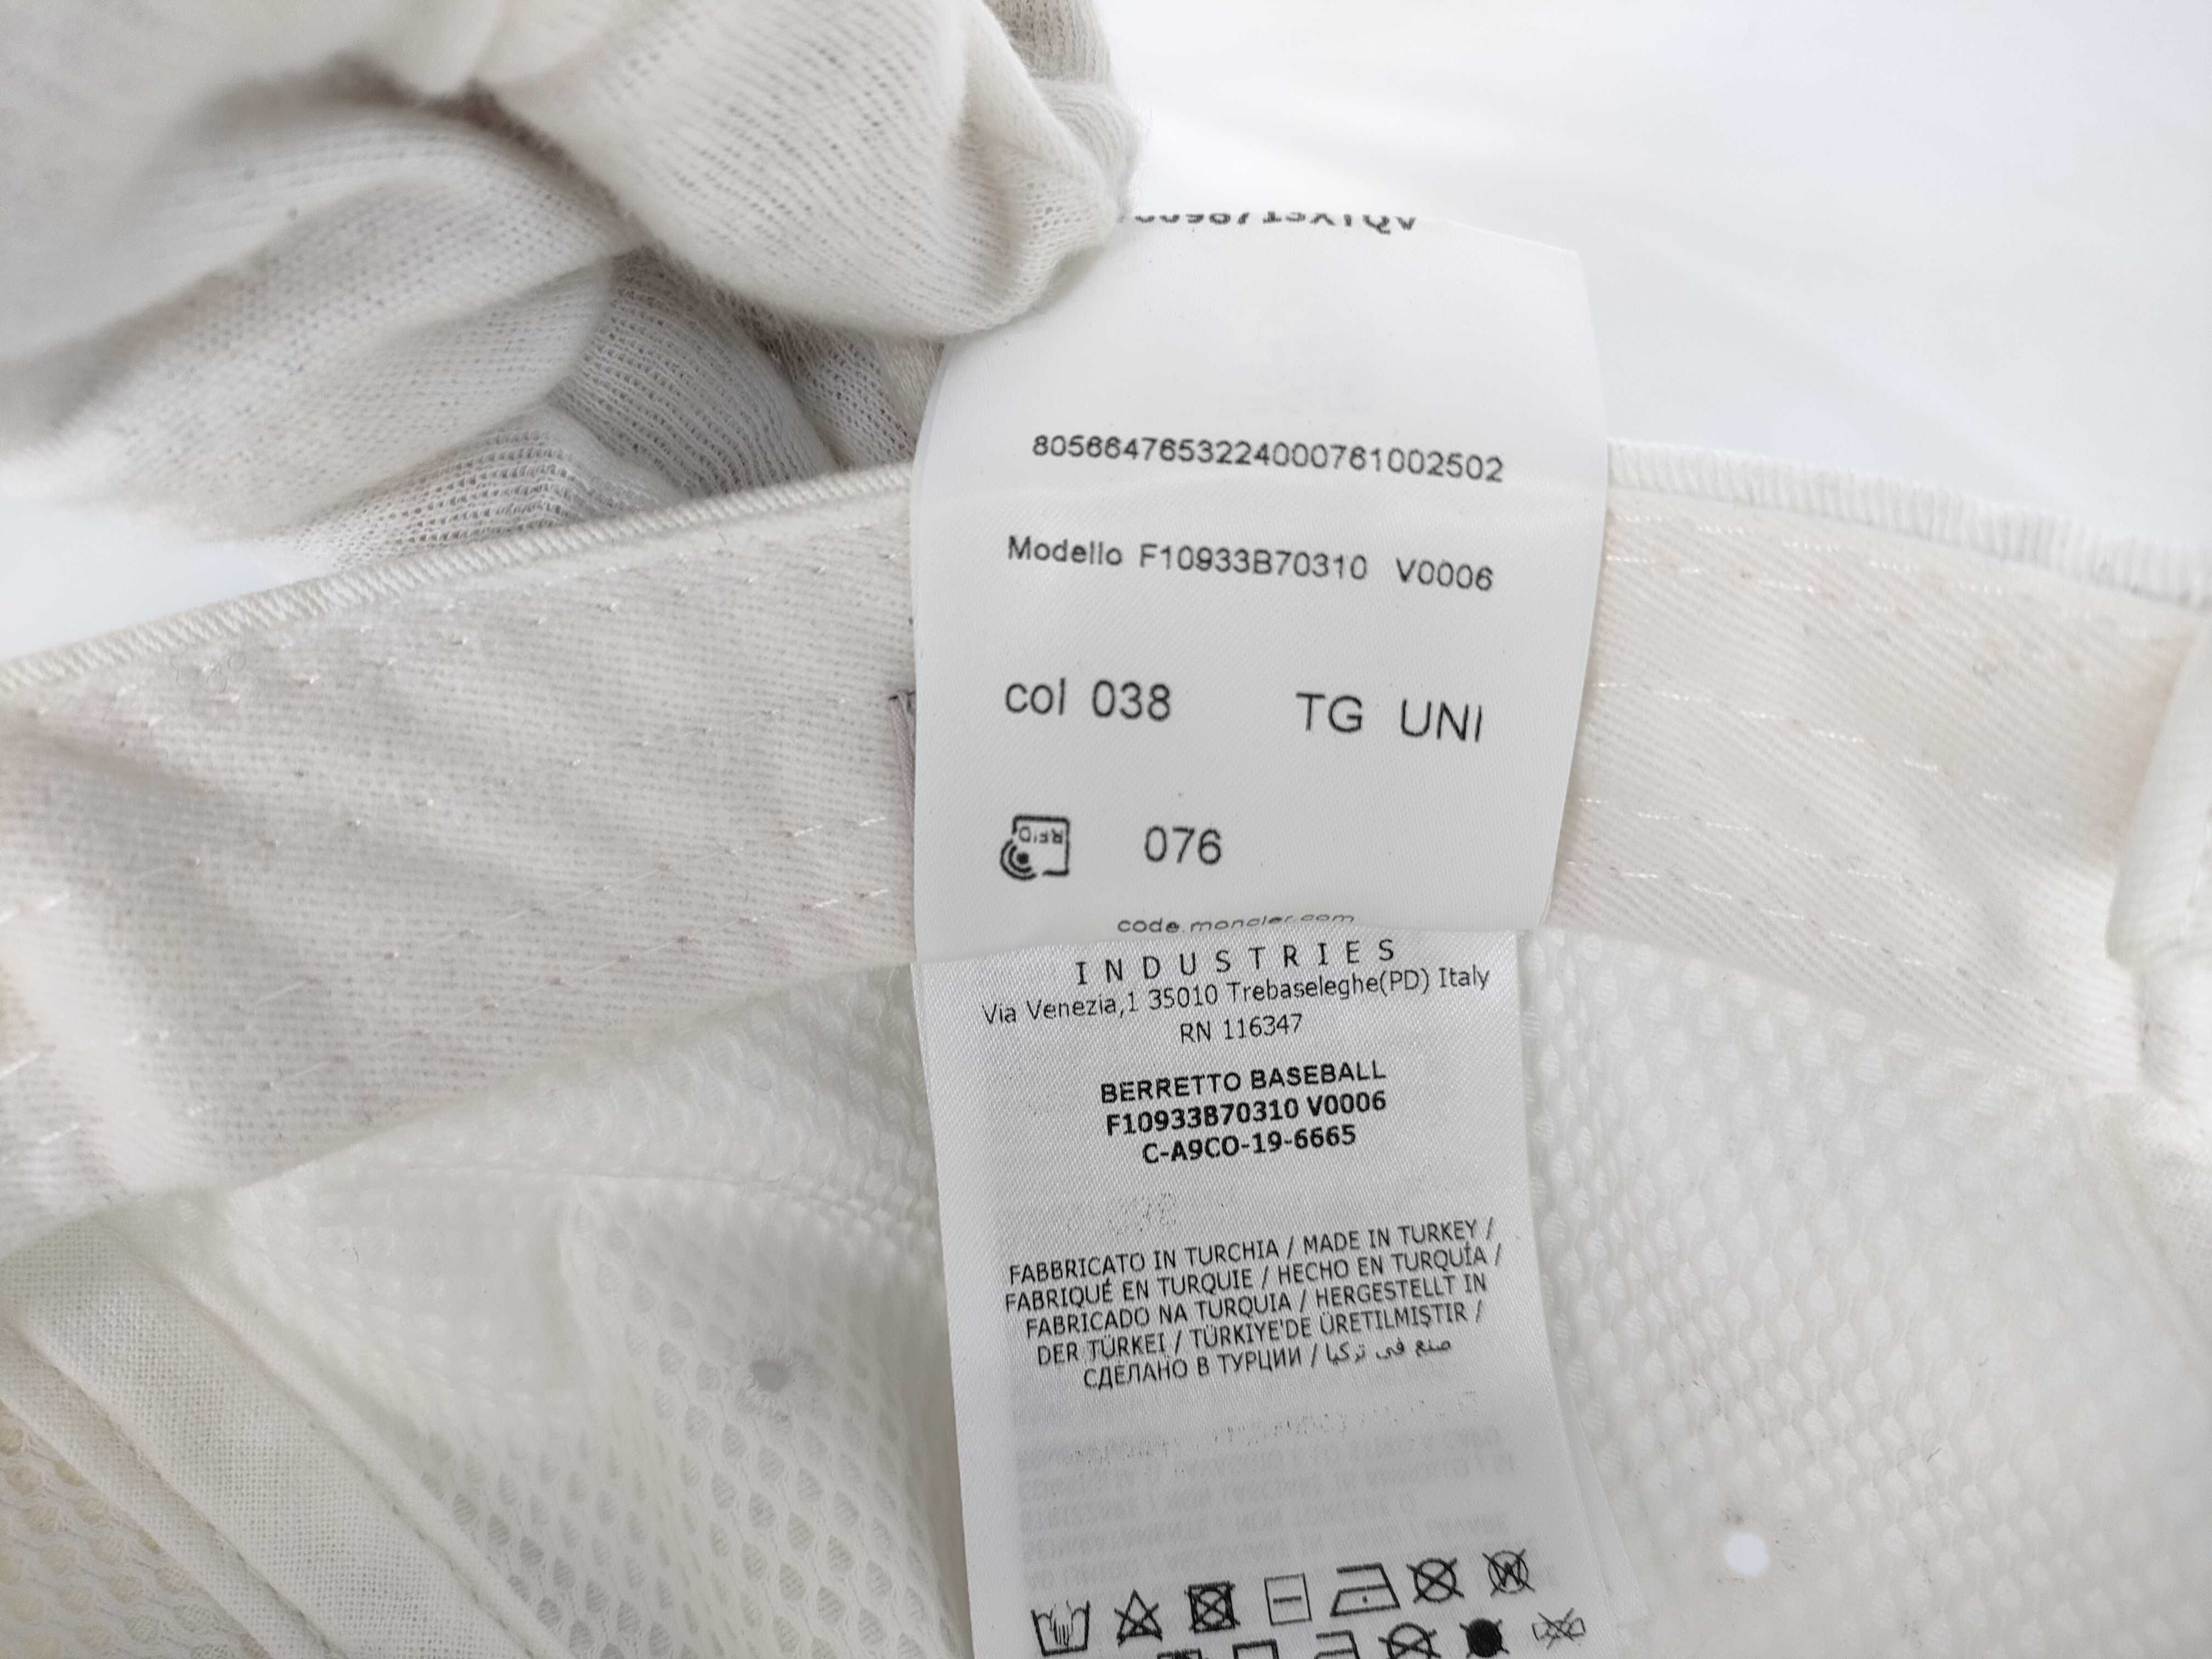 8056647653224000761002502
Modello F10933B70310 V0006
col 038 TG UNI
RFID 076
code.moncler.com
INDUSTRIES
Via Venezia,1 35010 Trebaseleghe(PD) Italy
RN 116347
BERRETTO BASEBALL
F10933B70310 V0006
C-A9CO-19-6665
FABBRICATO IN TURCHIA / MADE IN TURKEY /
FABRIQUÉ EN TURQUIE / HECHO EN TURQUÍA /
FABRICADO NA TURQUIA / HERGESTELLT IN
DER TÜRKEI / TÜRKIYE'DE ÜRETILMIŞTIR /
СДЕЛАНО В ТУРЦИИ / صنع في تركيا